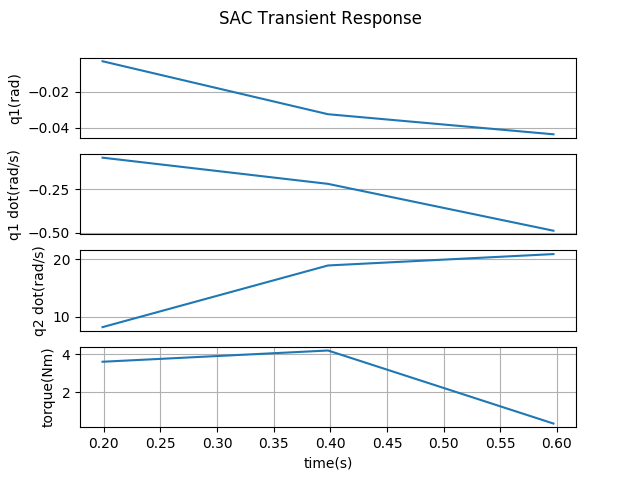 SAC Transient Response
q1(rad)
−0.02
−0.04
q1 dot(rad/s)
−0.25
−0.50
q2 dot(rad/s)
20
10
torque(Nm)
4
2
0.20 0.25 0.30 0.35 0.40 0.45 0.50 0.55 0.60
time(s)